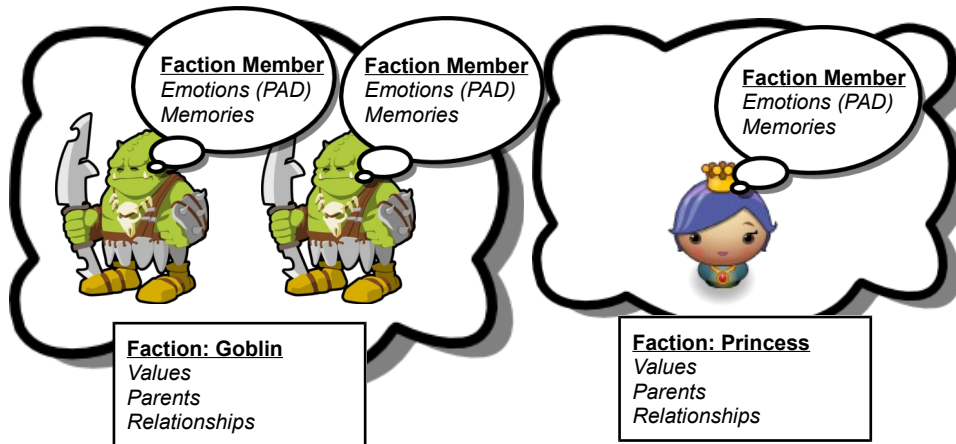 Faction Member
Emotions (PAD)
Memories
Faction Member
Emotions (PAD)
Memories
Faction Member
Emotions (PAD)
Memories
Faction: Goblin
Values
Parents
Relationships
Faction: Princess
Values
Parents
Relationships